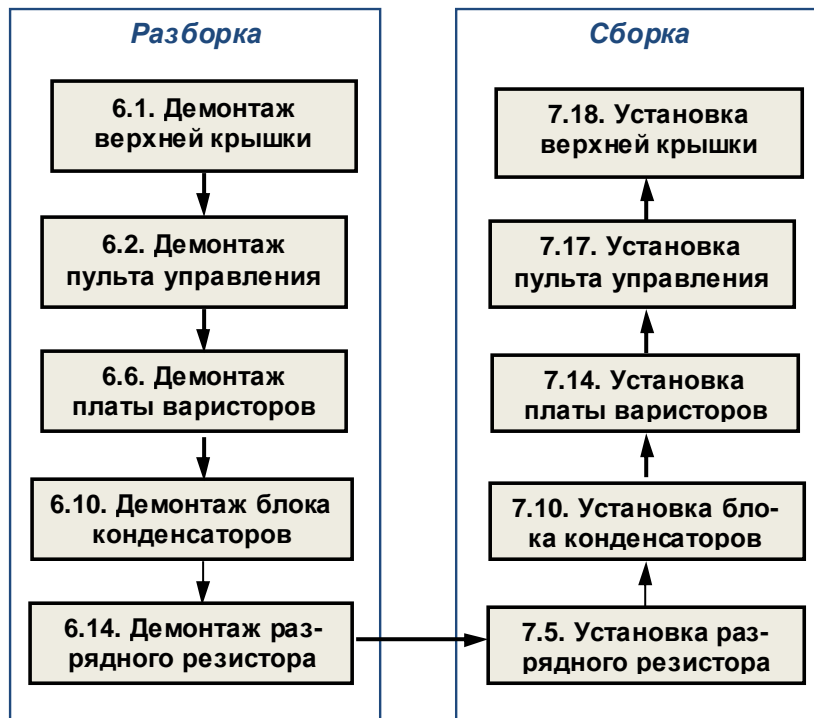 Разборка
6.1. Демонтаж
верхней крышки
6.2. Демонтаж
пульта управления
6.6. Демонтаж
платы варисторов
6.10. Демонтаж блока
конденсаторов
6.14. Демонтаж раз-
рядного резистора
Сборка
7.18. Установка
верхней крышки
7.17. Установка
пульта управления
7.14. Установка
платы варисторов
7.10. Установка бло-
ка конденсаторов
7.5. Установка раз-
рядного резистора